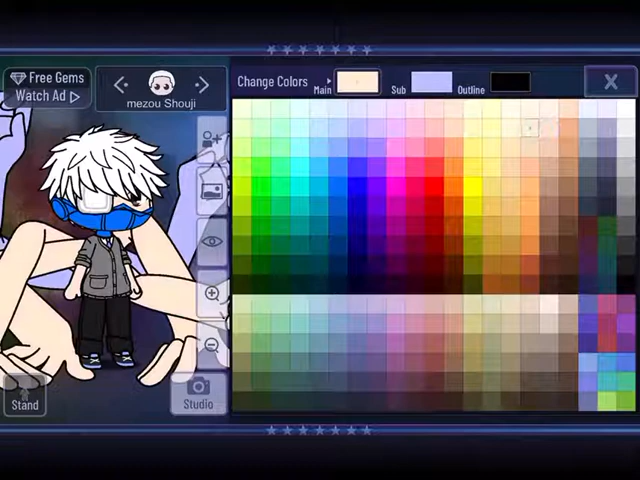 Free Gems
Watch Ad
mezou Shouji
Change Colors
Main
Sub
Outline
X
Stand
Studio